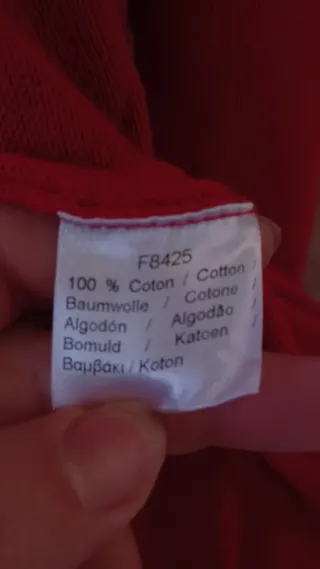 F8425
100 % Coton / Cotton /
Baumwolle / Cotone /
Algodón / Algodão /
Bomuld / Katoen /
Βαμβάκι / Koton